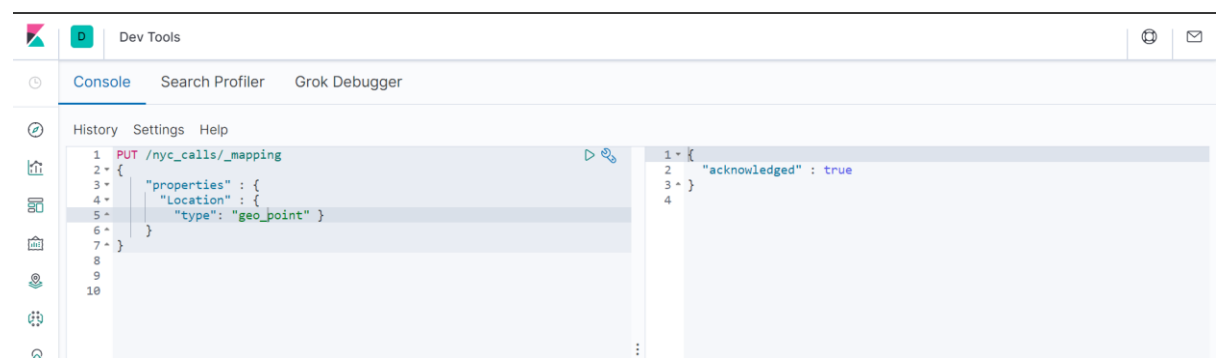 D Dev Tools
Console Search Profiler Grok Debugger
History Settings Help
1 PUT /nyc_calls/_mapping
2 {
3 "properties" : {
4 "Location" : {
5 "type": "geo_point" }
6 }
7 }
8
9
10
1 {
2 "acknowledged" : true
3 }
4